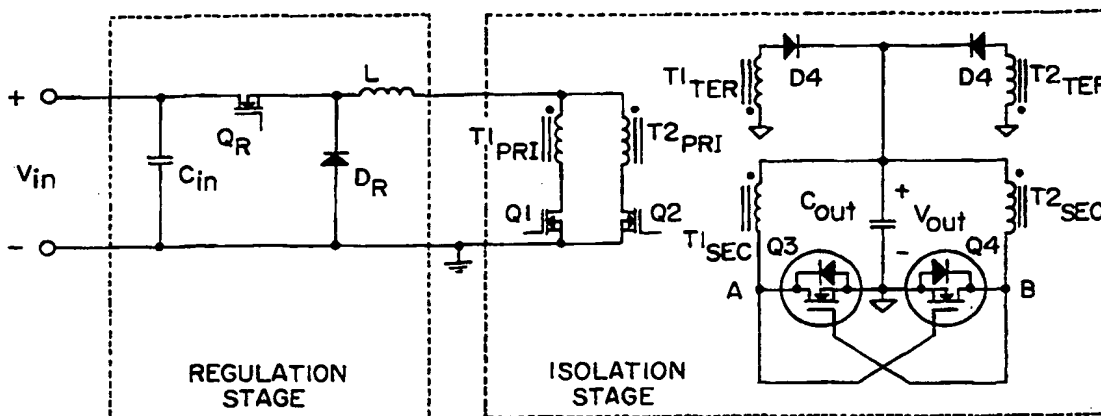 REGULATION STAGE
ISOLATION STAGE
+
Vin
-
Cin
QR
DR
L
T1PRI
T2PRI
Q1
Q2
T1TER
D4
D4
T2TER
T1SEC
Cout
+
Vout
-
T2SEC
Q3
Q4
A
B